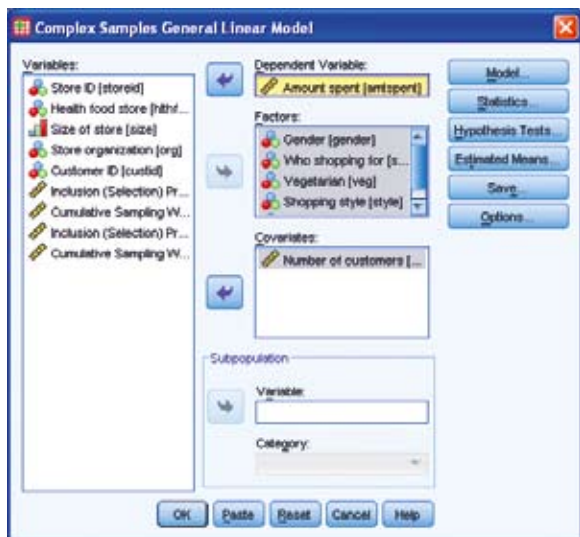 Complex Samples General Linear Model
Variables:
Store ID [storeid]
Health food store [hlthf...
Size of store [size]
Store organization [org]
Customer ID [custid]
Inclusion (Selection) Pr...
Cumulative Sampling W...
Inclusion (Selection) Pr...
Cumulative Sampling W...
Dependent Variable:
Amount spent [amtspent]
Factors:
Gender [gender]
Who shopping for [s...
Vegetarian [veg]
Shopping style [style]
Covariates:
Number of customers [...
Subpopulation
Variable:
Category:
Model...
Statistics...
Hypothesis Tests...
Estimated Means...
Save...
Options...
OK
Paste
Reset
Cancel
Help